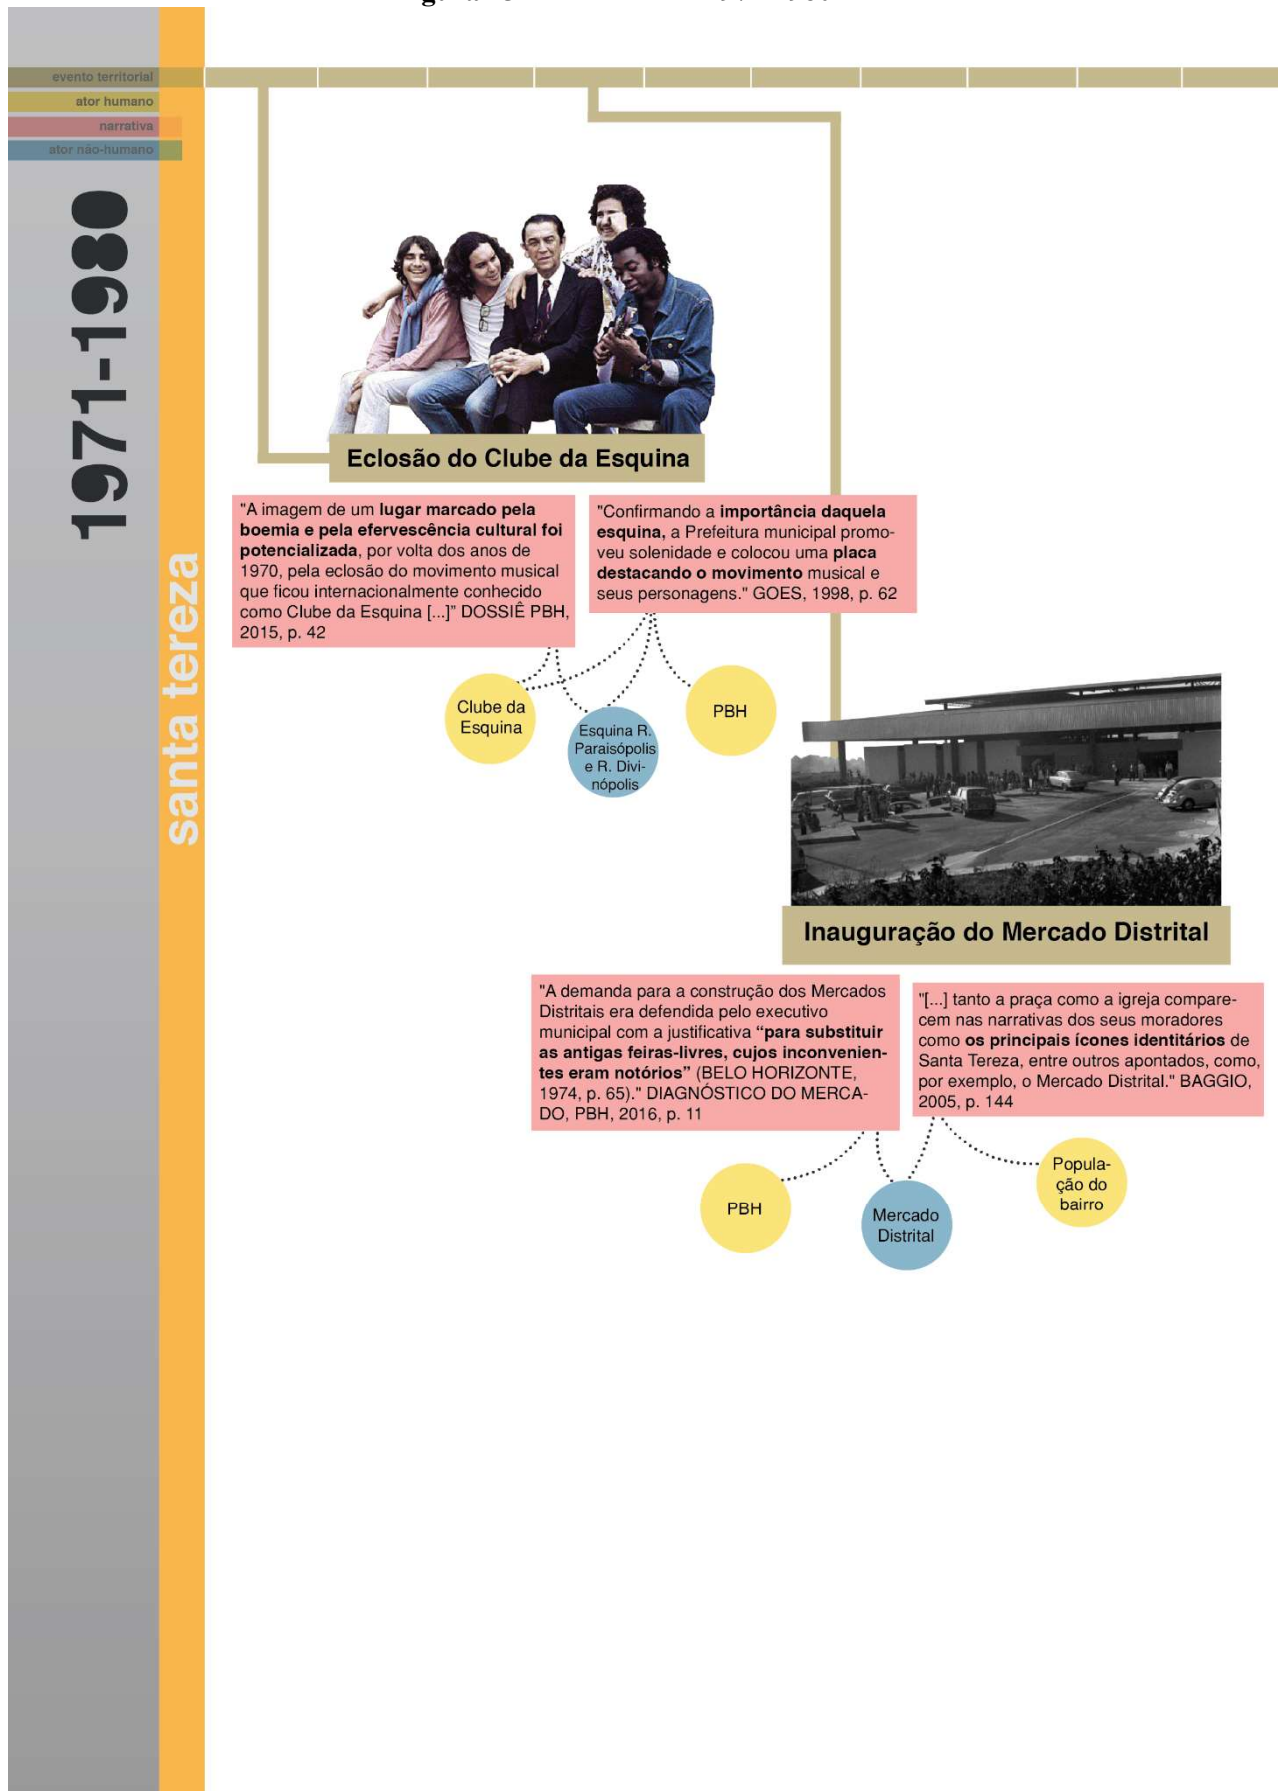 evento territorial
ator humano
narrativa
ator não-humano
1971-1980
santa tereza
Eclosão do Clube da Esquina
"A imagem de um lugar marcado pela
boemia e pela efervescência cultural foi
potencializada, por volta dos anos de
1970, pela eclosão do movimento musical
que ficou internacionalmente conhecido
como Clube da Esquina [...]” DOSSIÊ PBH,
2015, p. 42
"Confirmando a importância daquela
esquina, a Prefeitura municipal promo-
veu solenidade e colocou uma placa
destacando o movimento musical e
seus personagens." GOES, 1998, p. 62
Clube da
Esquina
Esquina R.
Paraisópolis
e R. Divi-
nópolis
PBH
Inauguração do Mercado Distrital
"A demanda para a construção dos Mercados
Distritais era defendida pelo executivo
municipal com a justificativa “para substituir
as antigas feiras-livres, cujos inconvenien-
tes eram notórios” (BELO HORIZONTE,
1974, p. 65)." DIAGNÓSTICO DO MERCA-
DO, PBH, 2016, p. 11
"[...] tanto a praça como a igreja compare-
cem nas narrativas dos seus moradores
como os principais ícones identitários de
Santa Tereza, entre outros apontados, como,
por exemplo, o Mercado Distrital." BAGGIO,
2005, p. 144
PBH
Mercado
Distrital
Popula-
ção do
bairro